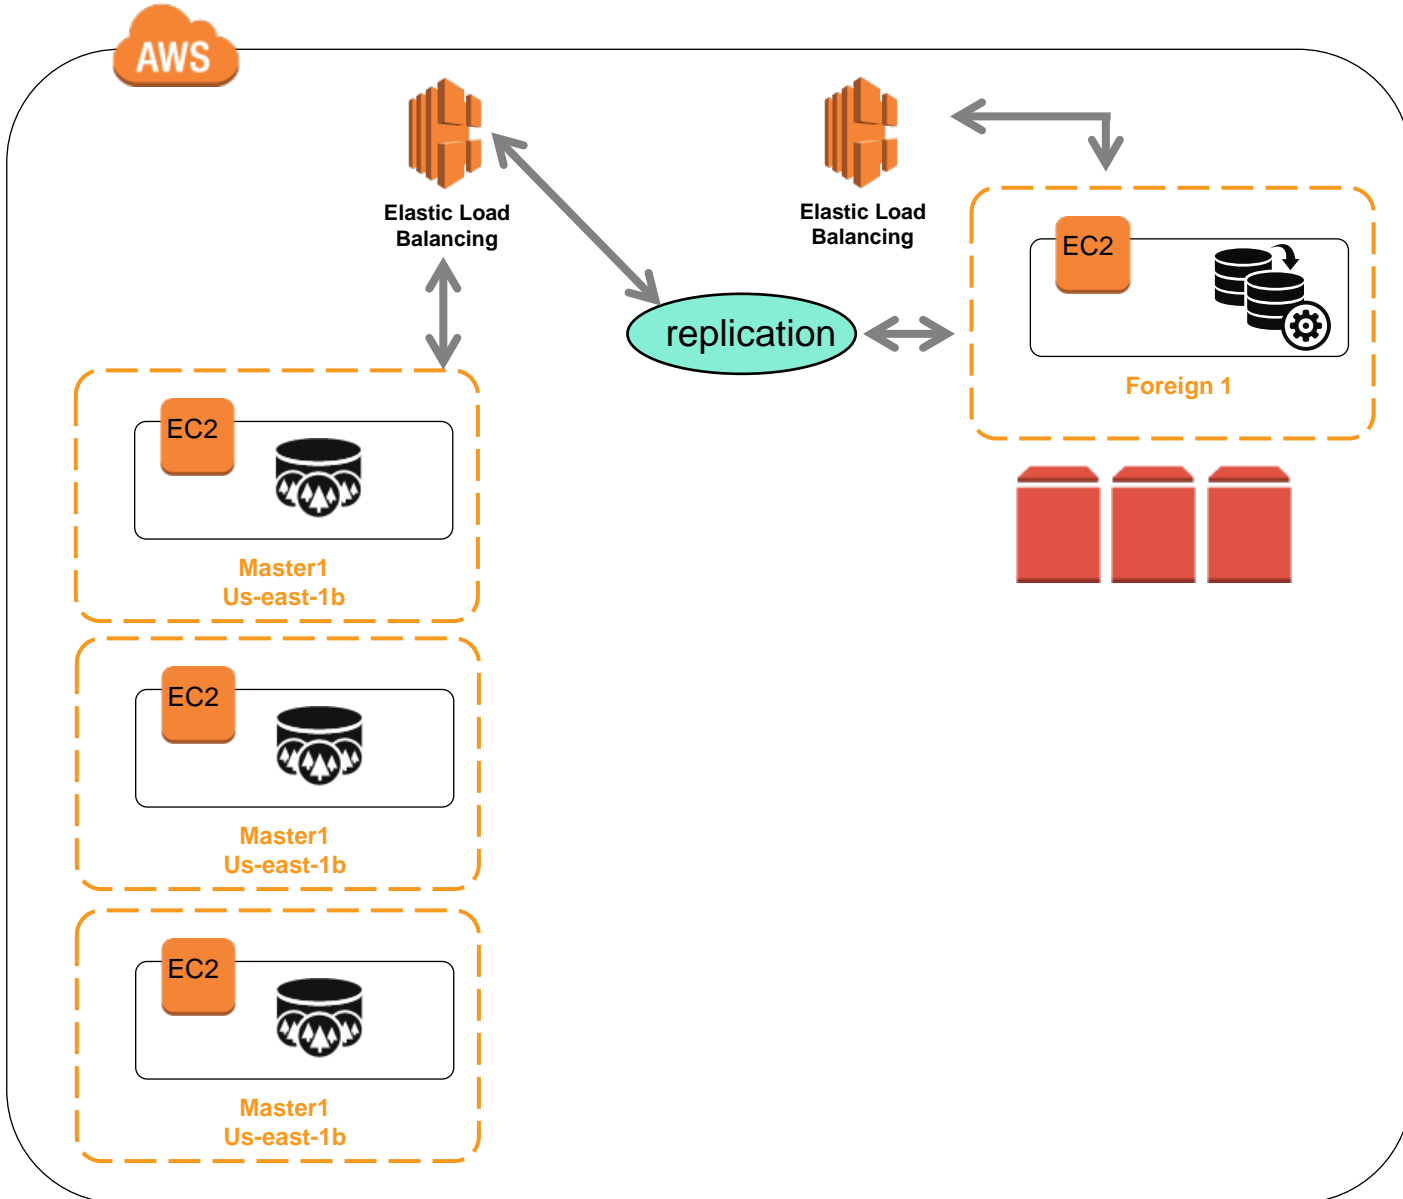 AWS
Elastic Load
Balancing
Elastic Load
Balancing
EC2
replication
Foreign 1
EC2
Master1
Us-east-1b
EC2
Master1
Us-east-1b
EC2
Master1
Us-east-1b